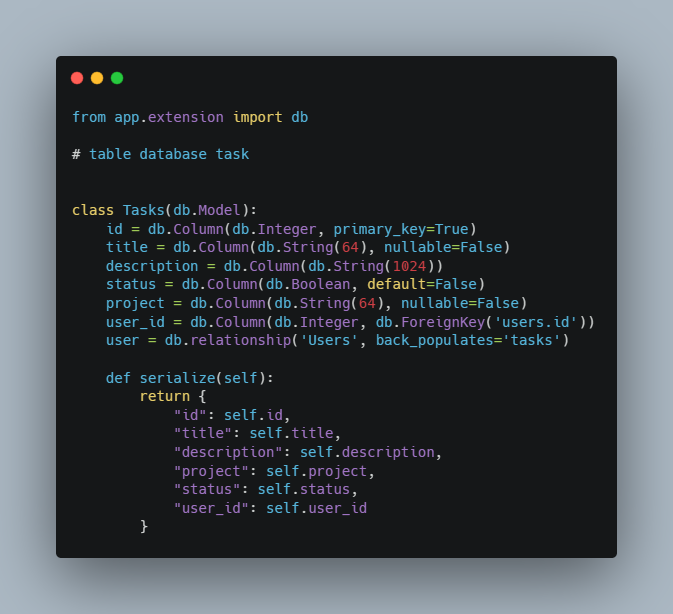 from app.extension import db

# table database task


class Tasks(db.Model):
    id = db.Column(db.Integer, primary_key=True)
    title = db.Column(db.String(64), nullable=False)
    description = db.Column(db.String(1024))
    status = db.Column(db.Boolean, default=False)
    project = db.Column(db.String(64), nullable=False)
    user_id = db.Column(db.Integer, db.ForeignKey('users.id'))
    user = db.relationship('Users', back_populates='tasks')

    def serialize(self):
        return {
            "id": self.id,
            "title": self.title,
            "description": self.description,
            "project": self.project,
            "status": self.status,
            "user_id": self.user_id
        }